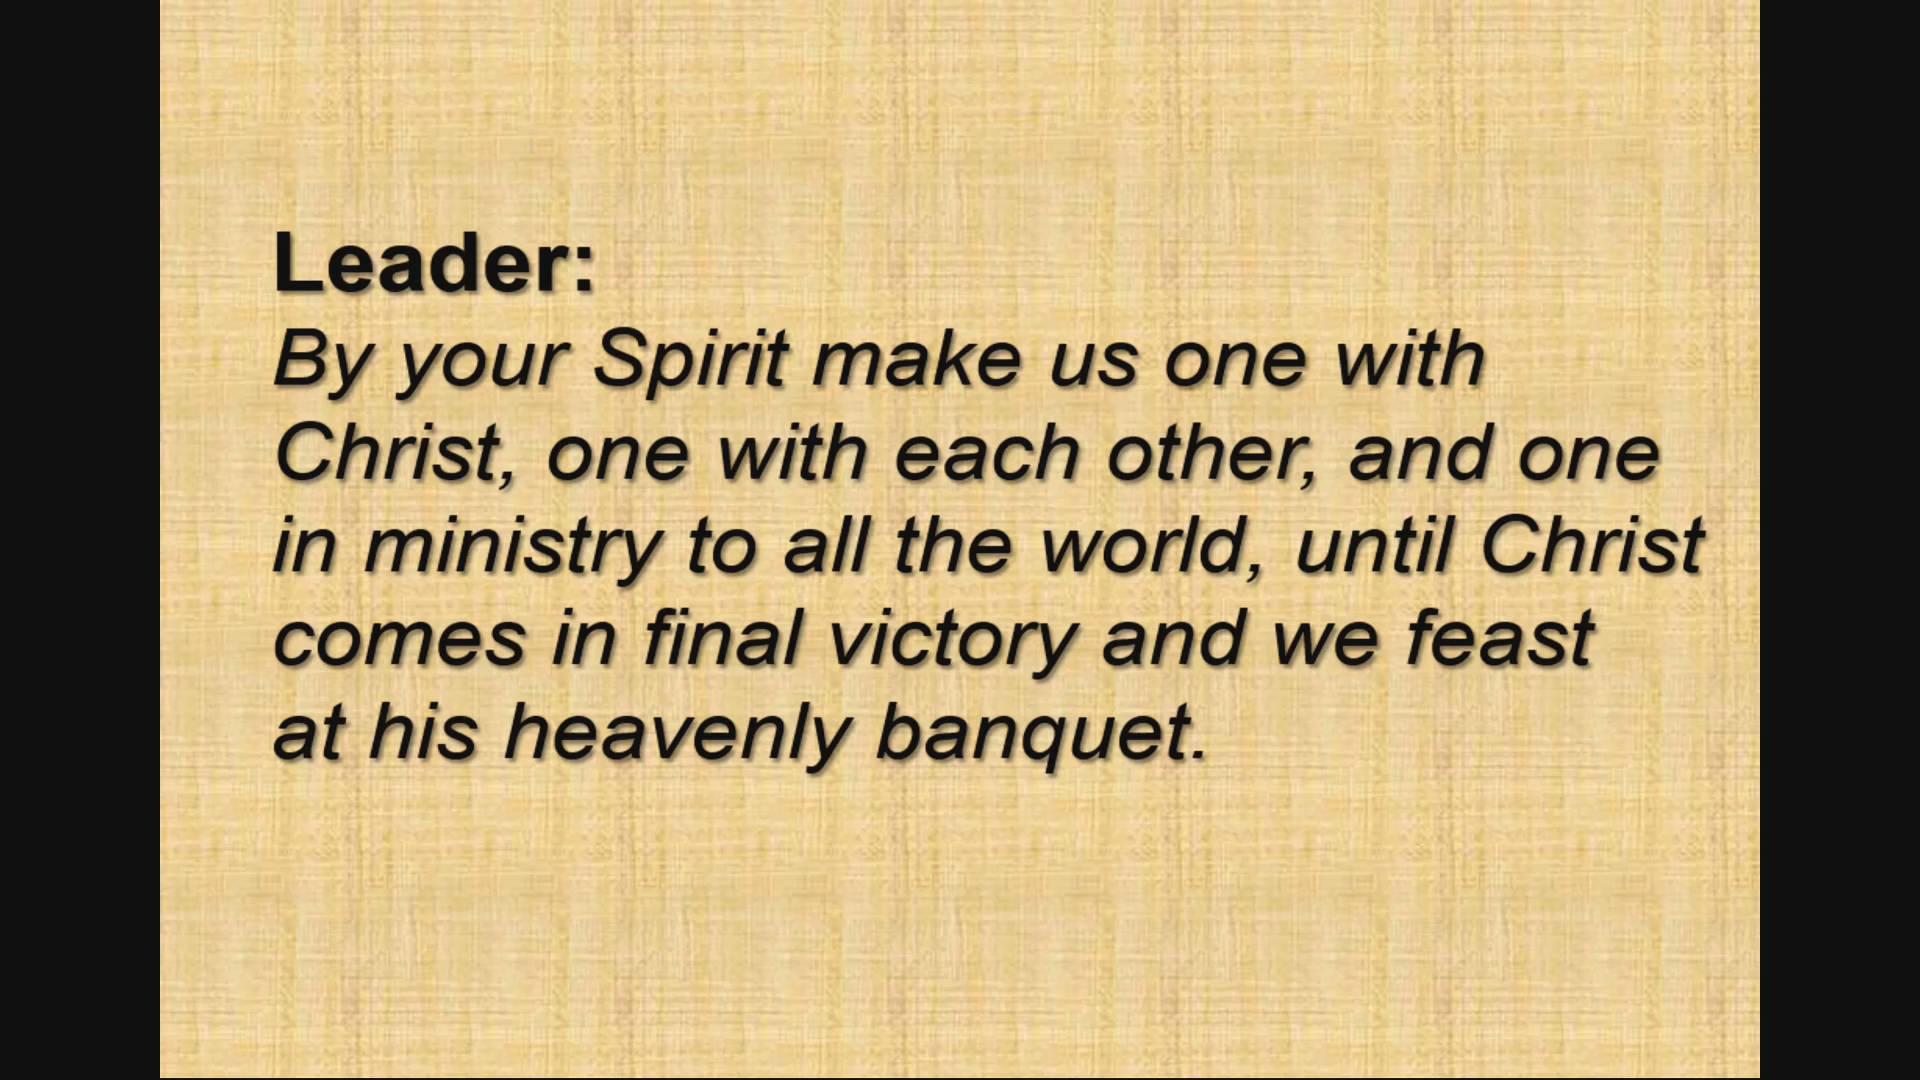 Leader:
By your Spirit make us one with
Christ, one with each other, and one
in ministry to all the world, until Christ
comes in final victory and we feast
at his heavenly banquet.